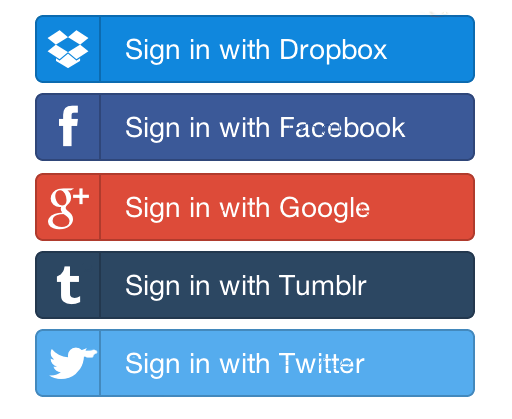 Sign in with Dropbox
f Sign in with Facebook
g+ Sign in with Google
t Sign in with Tumblr
Sign in with Twitter